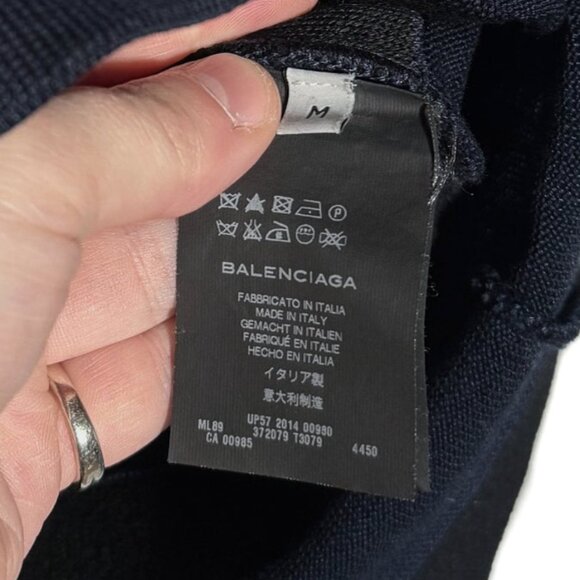 M
P
BALENCIAGA
FABBRICATO IN ITALIA
MADE IN ITALY
GEMACHT IN ITALIEN
FABRIQUÉ EN ITALIE
HECHO EN ITALIA
イタリア製
意大利制造
ML89 UP57 2014 00980
CA 00985 372079 T3079 4450